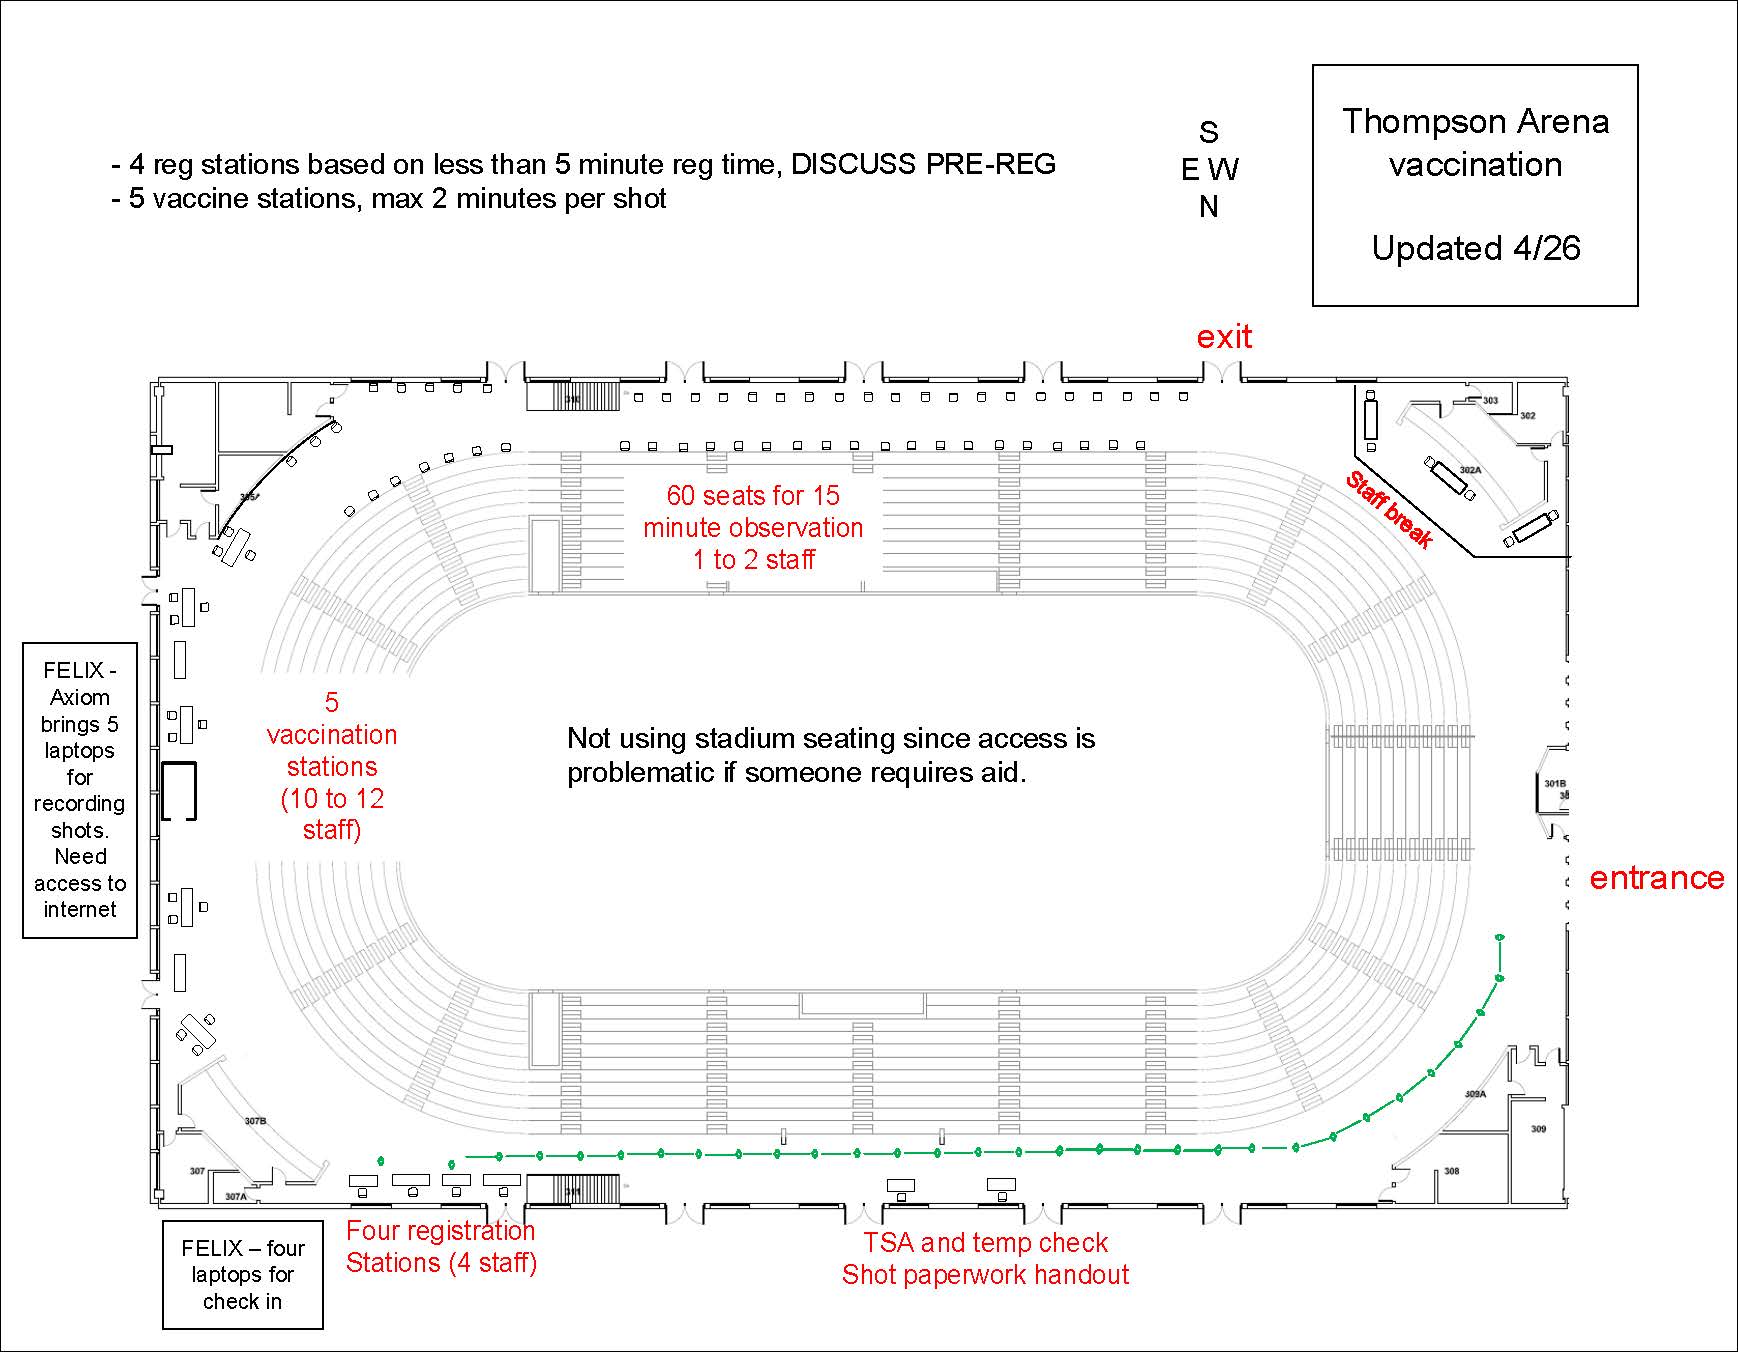 - 4 reg stations based on less than 5 minute reg time, DISCUSS PRE-REG
- 5 vaccine stations, max 2 minutes per shot
S
E W
N
Thompson Arena
vaccination
Updated 4/26
exit
310
303
302
302A
Staff break
60 seats for 15
minute observation
1 to 2 staff
FELIX -
Axiom
brings 5
laptops
for
recording
shots.
Need
access to
internet
5
vaccination
stations
(10 to 12
staff)
Not using stadium seating since access is
problematic if someone requires aid.
301B
entrance
307B
307
307A
311
309A
309
308
Four registration
Stations (4 staff)
TSA and temp check
Shot paperwork handout
FELIX – four
laptops for
check in